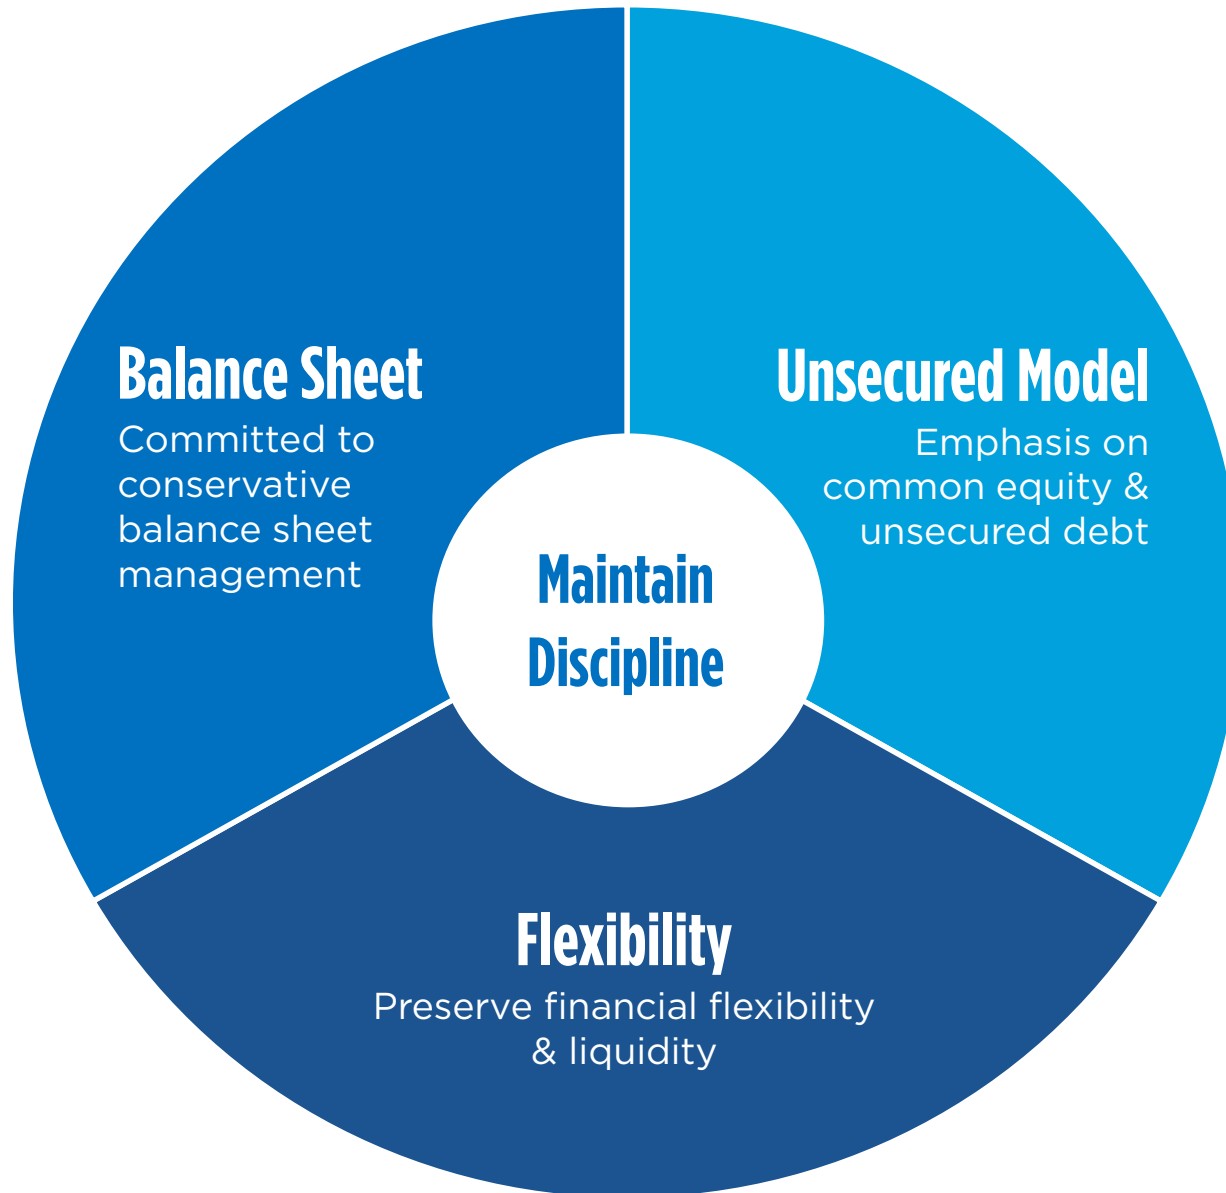 Balance Sheet
Committed to
conservative
balance sheet
management
Unsecured Model
Emphasis on
common equity &
unsecured debt
Maintain
Discipline
Flexibility
Preserve financial flexibility
& liquidity